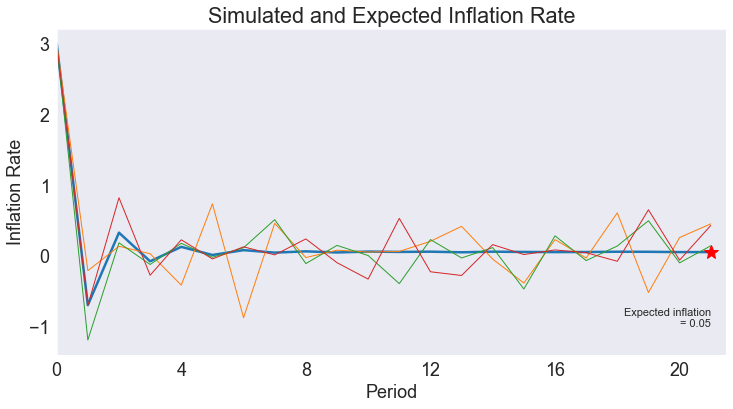 Simulated and Expected Inflation Rate
Inflation Rate
3
2
1
0
−1
Expected inflation
= 0.05
0 4 8 12 16 20
Period